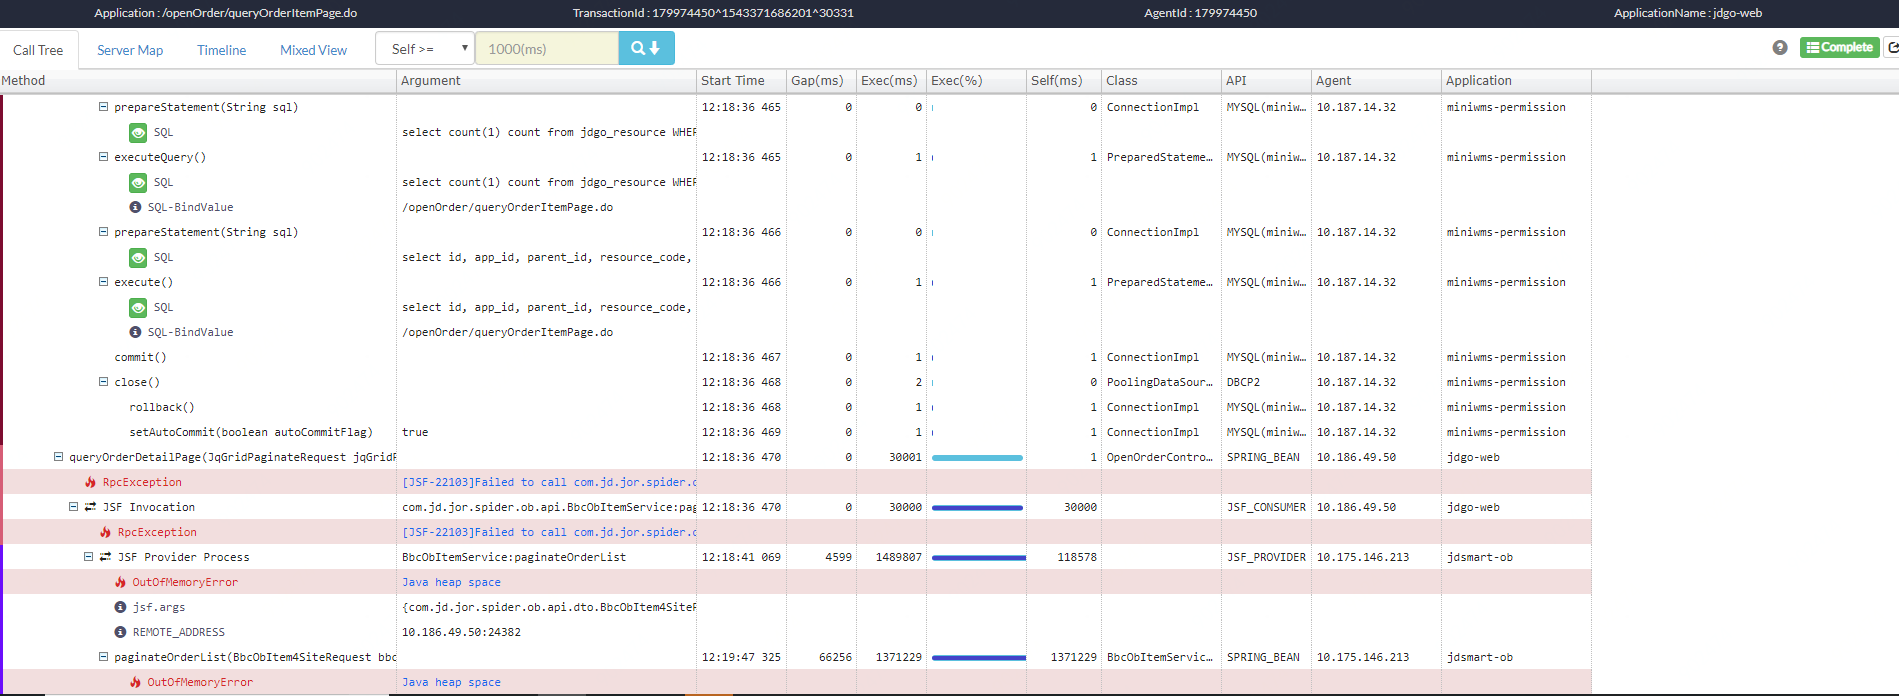 Application : /openOrder/queryOrderItemPage.do TransactionId : 179974450^1543371686201^30331 AgentId : 179974450 ApplicationName : jdgo-web
Call Tree Server Map Timeline Mixed View Self >= 1000(ms) Complete
Method Argument Start Time Gap(ms) Exec(ms) Exec(%) Self(ms) Class API Agent Application
prepareStatement(String sql) 12:18:36 465 0 0 0 ConnectionImpl MYSQL(miniw... 10.187.14.32 miniwms-permission
SQL select count(1) count from jdgo_resource WHER
executeQuery() 12:18:36 465 0 1 1 PreparedStateme... MYSQL(miniw... 10.187.14.32 miniwms-permission
SQL select count(1) count from jdgo_resource WHER
SQL-BindValue /openOrder/queryOrderItemPage.do
prepareStatement(String sql) 12:18:36 466 0 0 0 ConnectionImpl MYSQL(miniw... 10.187.14.32 miniwms-permission
SQL select id, app_id, parent_id, resource_code,
execute() 12:18:36 466 0 1 1 PreparedStateme... MYSQL(miniw... 10.187.14.32 miniwms-permission
SQL select id, app_id, parent_id, resource_code,
SQL-BindValue /openOrder/queryOrderItemPage.do
commit() 12:18:36 467 0 1 1 ConnectionImpl MYSQL(miniw... 10.187.14.32 miniwms-permission
close() 12:18:36 468 0 2 0 PoolingDataSour... DBCP2 10.187.14.32 miniwms-permission
rollback() 12:18:36 468 0 1 1 ConnectionImpl MYSQL(miniw... 10.187.14.32 miniwms-permission
setAutoCommit(boolean autoCommitFlag) true 12:18:36 469 0 1 1 ConnectionImpl MYSQL(miniw... 10.187.14.32 miniwms-permission
queryOrderDetailPage(JqGridPaginateRequest jqGridF 12:18:36 470 0 30001 1 OpenOrderContro... SPRING_BEAN 10.186.49.50 jdgo-web
RpcException [JSF-22103]Failed to call com.jd.jor.spider.c
JSF Invocation com.jd.jor.spider.ob.api.BbcObItemService:pag 12:18:36 470 0 30000 30000 JSF_CONSUMER 10.186.49.50 jdgo-web
RpcException [JSF-22103]Failed to call com.jd.jor.spider.c
JSF Provider Process BbcObItemService:paginateOrderList 12:18:41 069 4599 1489807 118578 JSF_PROVIDER 10.175.146.213 jdsmart-ob
OutOfMemoryError Java heap space
jsf.args {com.jd.jor.spider.ob.api.dto.BbcObItem4SiteF
REMOTE_ADDRESS 10.186.49.50:24382
paginateOrderList(BbcObItem4SiteRequest bbc 12:19:47 325 66256 1371229 1371229 BbcObItemServic... SPRING_BEAN 10.175.146.213 jdsmart-ob
OutOfMemoryError Java heap space